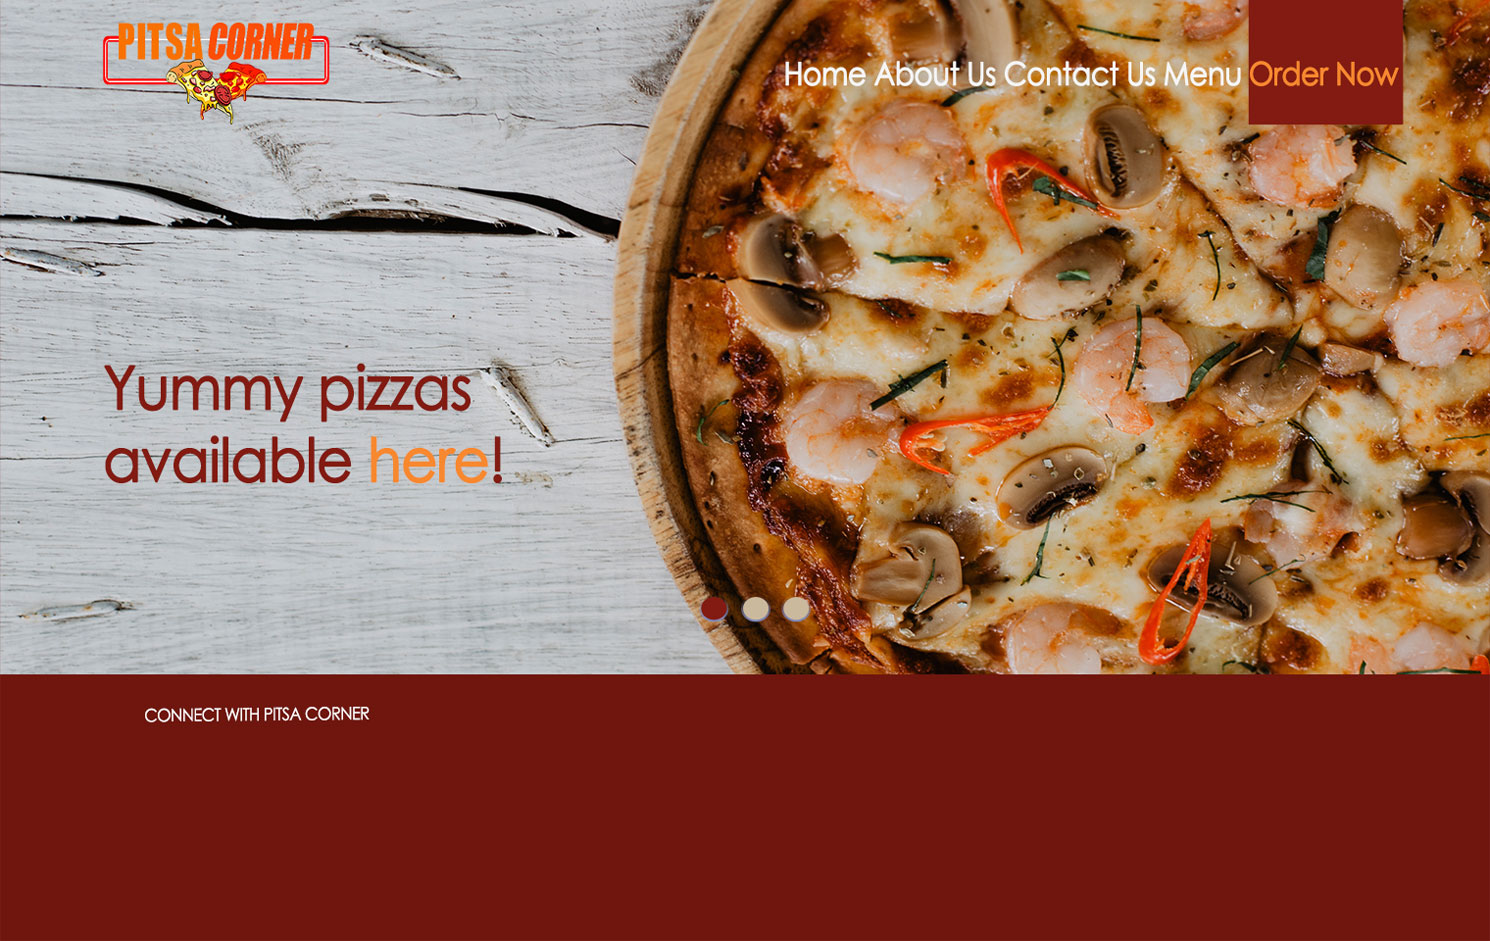 PITSA CORNER
Home About Us Contact Us Menu Order Now
Yummy pizzas
available here!
CONNECT WITH PITSA CORNER